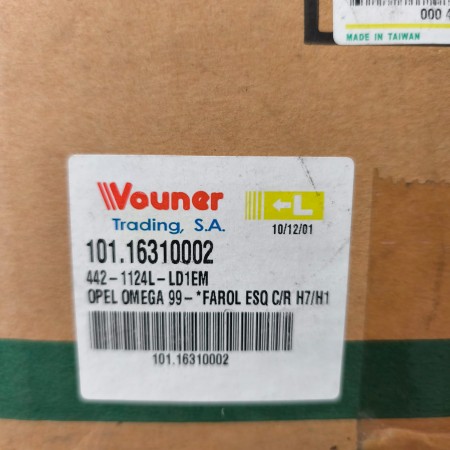 000 4
MADE IN TAIWAN
Vouner
Trading, S.A.
L
10/12/01
101.16310002
442-1124L-LD1EM
OPEL OMEGA 99-*FAROL ESQ C/R H7/H1
101.16310002